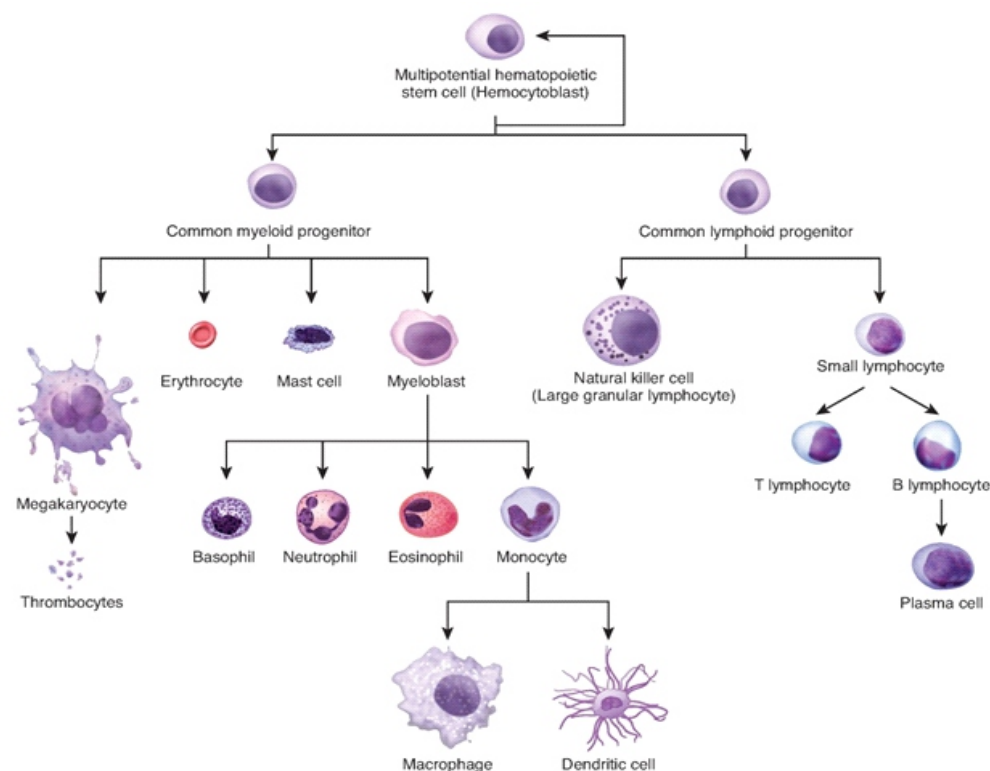 Multipotential hematopoietic
stem cell (Hemocytoblast)
Common myeloid progenitor
Common lymphoid progenitor
Erythrocyte
Mast cell
Myeloblast
Natural killer cell
(Large granular lymphocyte)
Small lymphocyte
Megakaryocyte
T lymphocyte
B lymphocyte
Basophil
Neutrophil
Eosinophil
Monocyte
Thrombocytes
Plasma cell
Macrophage
Dendritic cell